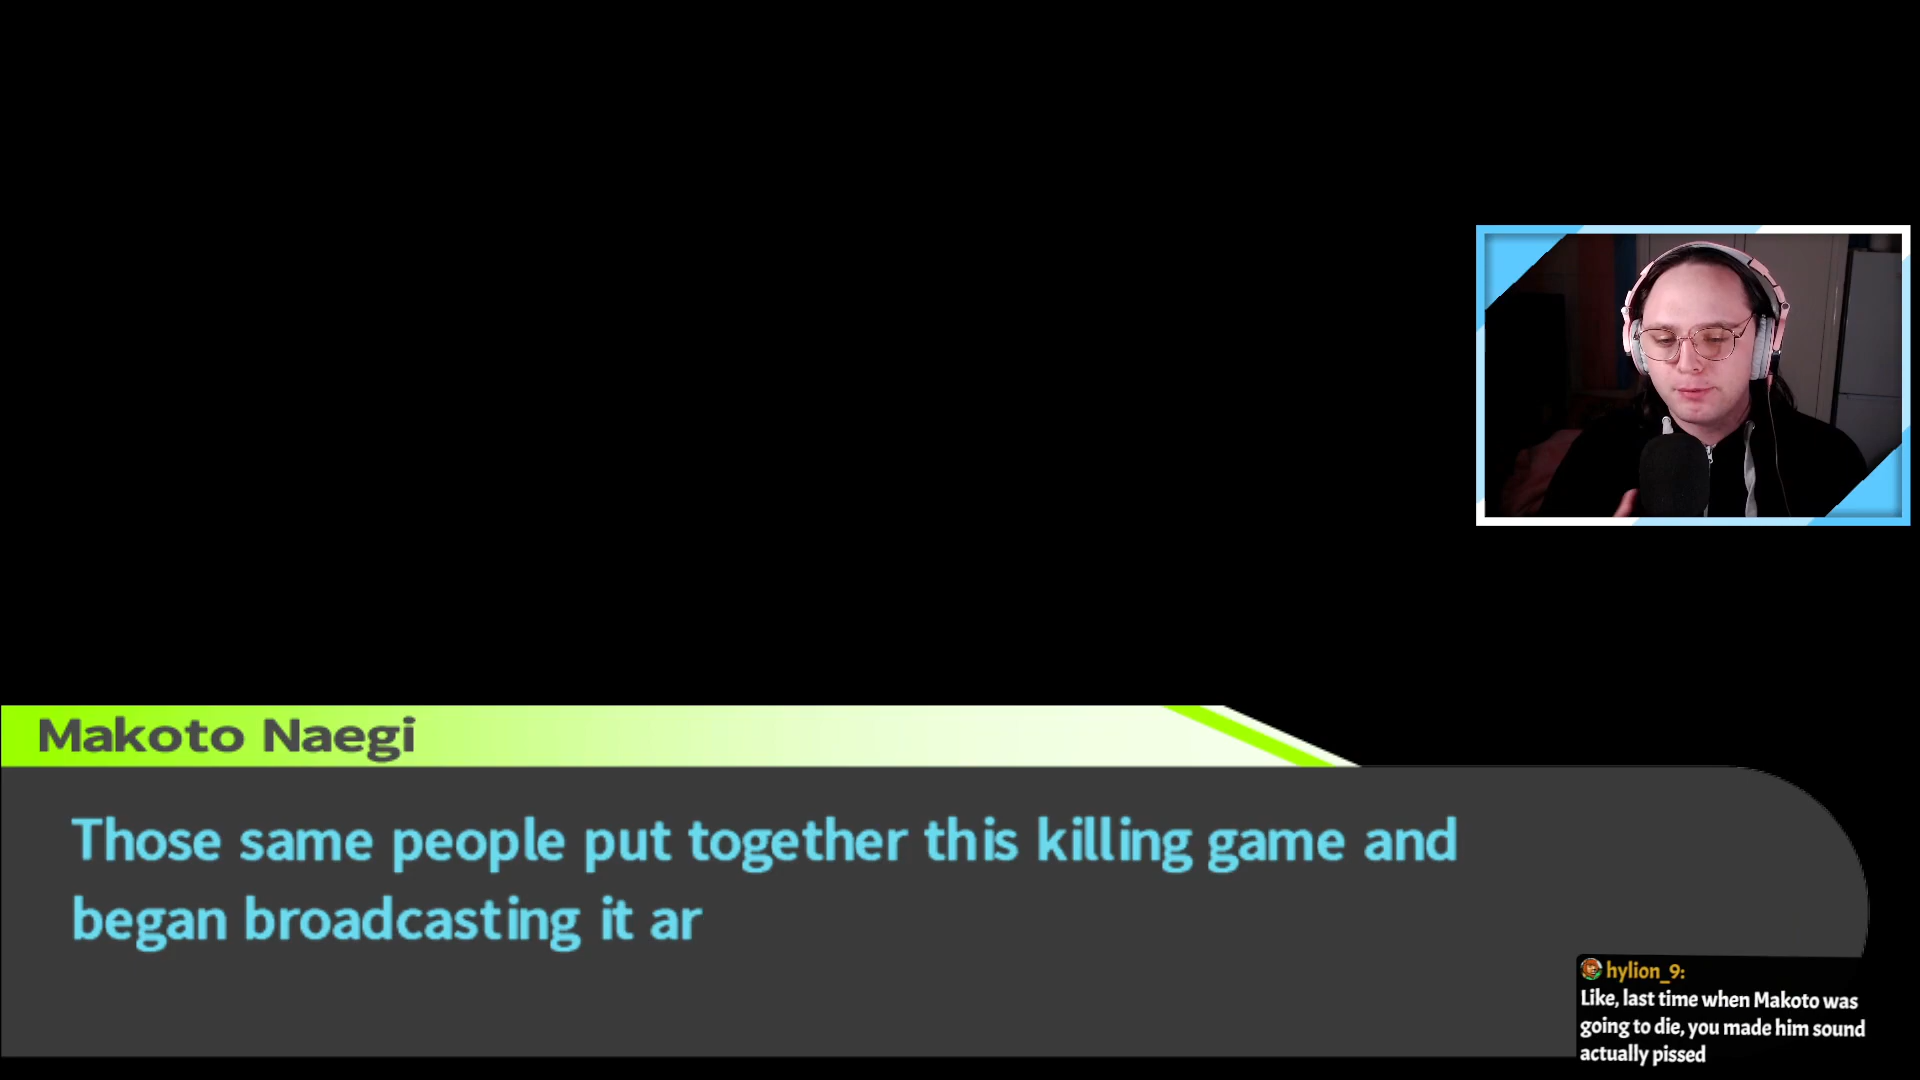 Makoto Naegi
Those same people put together this killing game and
began broadcasting it ar
hylion_9:
Like, last time when Makoto was
going to die, you made him sound
actually pissed